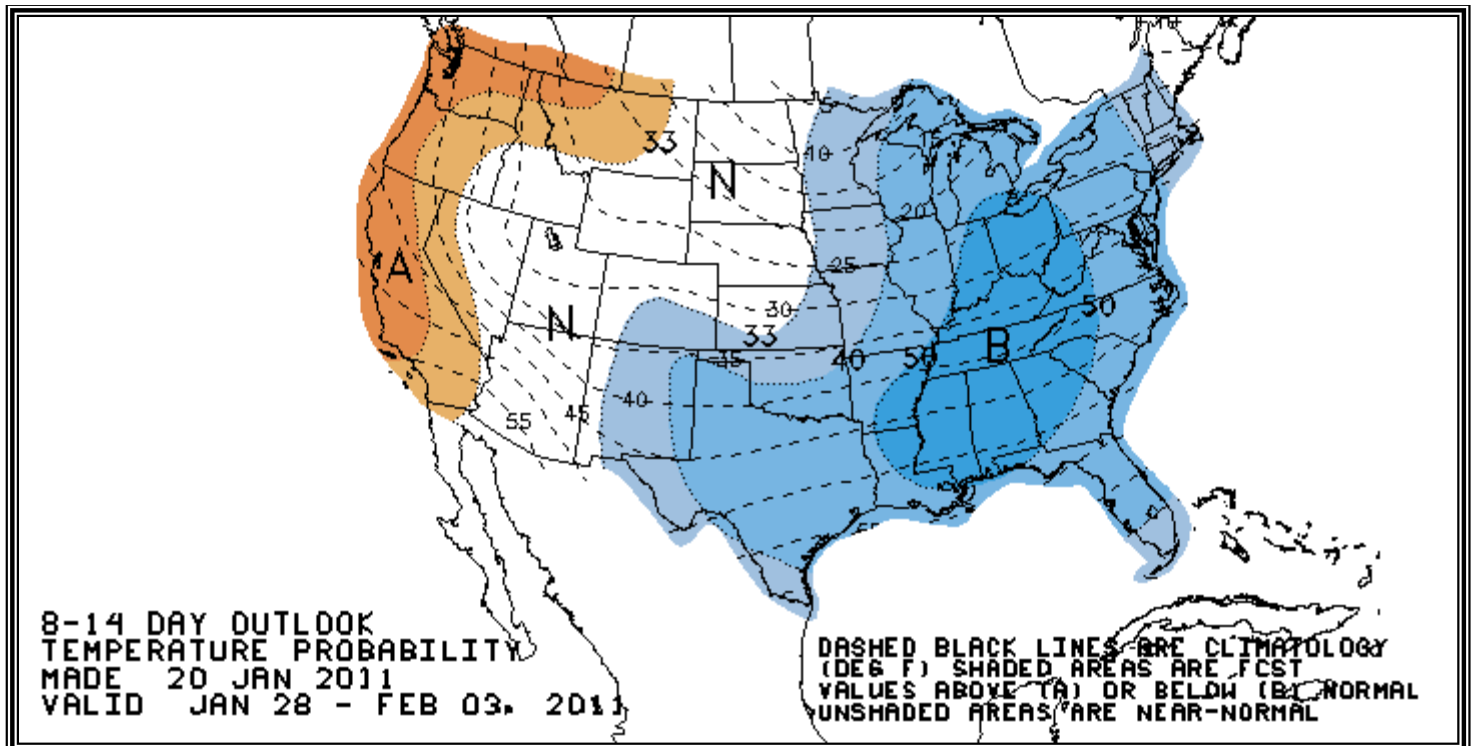 33
N
10
20
A
25
50
30
N
33
B
35
40
50
40
55
45
8-14 DAY OUTLOOK
TEMPERATURE PROBABILITY
MADE 20 JAN 2011
VALID JAN 28 - FEB 03. 2011
DASHED BLACK LINES ARE CLIMATOLOGY
(DEG F) SHADED AREAS ARE FCST
VALUES ABOVE (A) OR BELOW (B) NORMAL
UNSHADED AREAS ARE NEAR-NORMAL